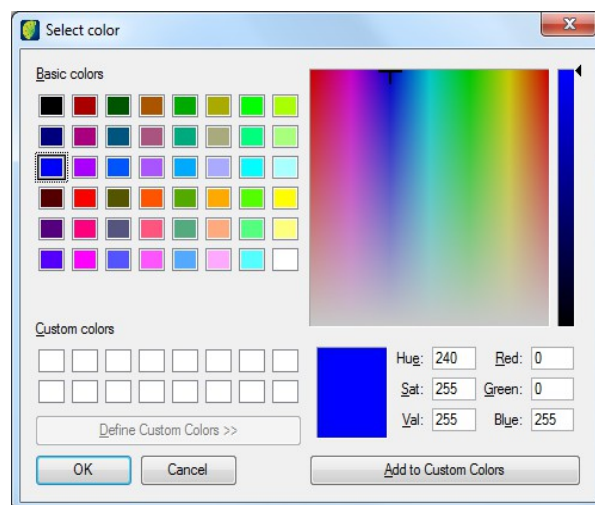 Select color
Basic colors
Custom colors
Define Custom Colors >>
OK
Cancel
Hue: 240
Red: 0
Sat: 255
Green: 0
Val: 255
Blue: 255
Add to Custom Colors